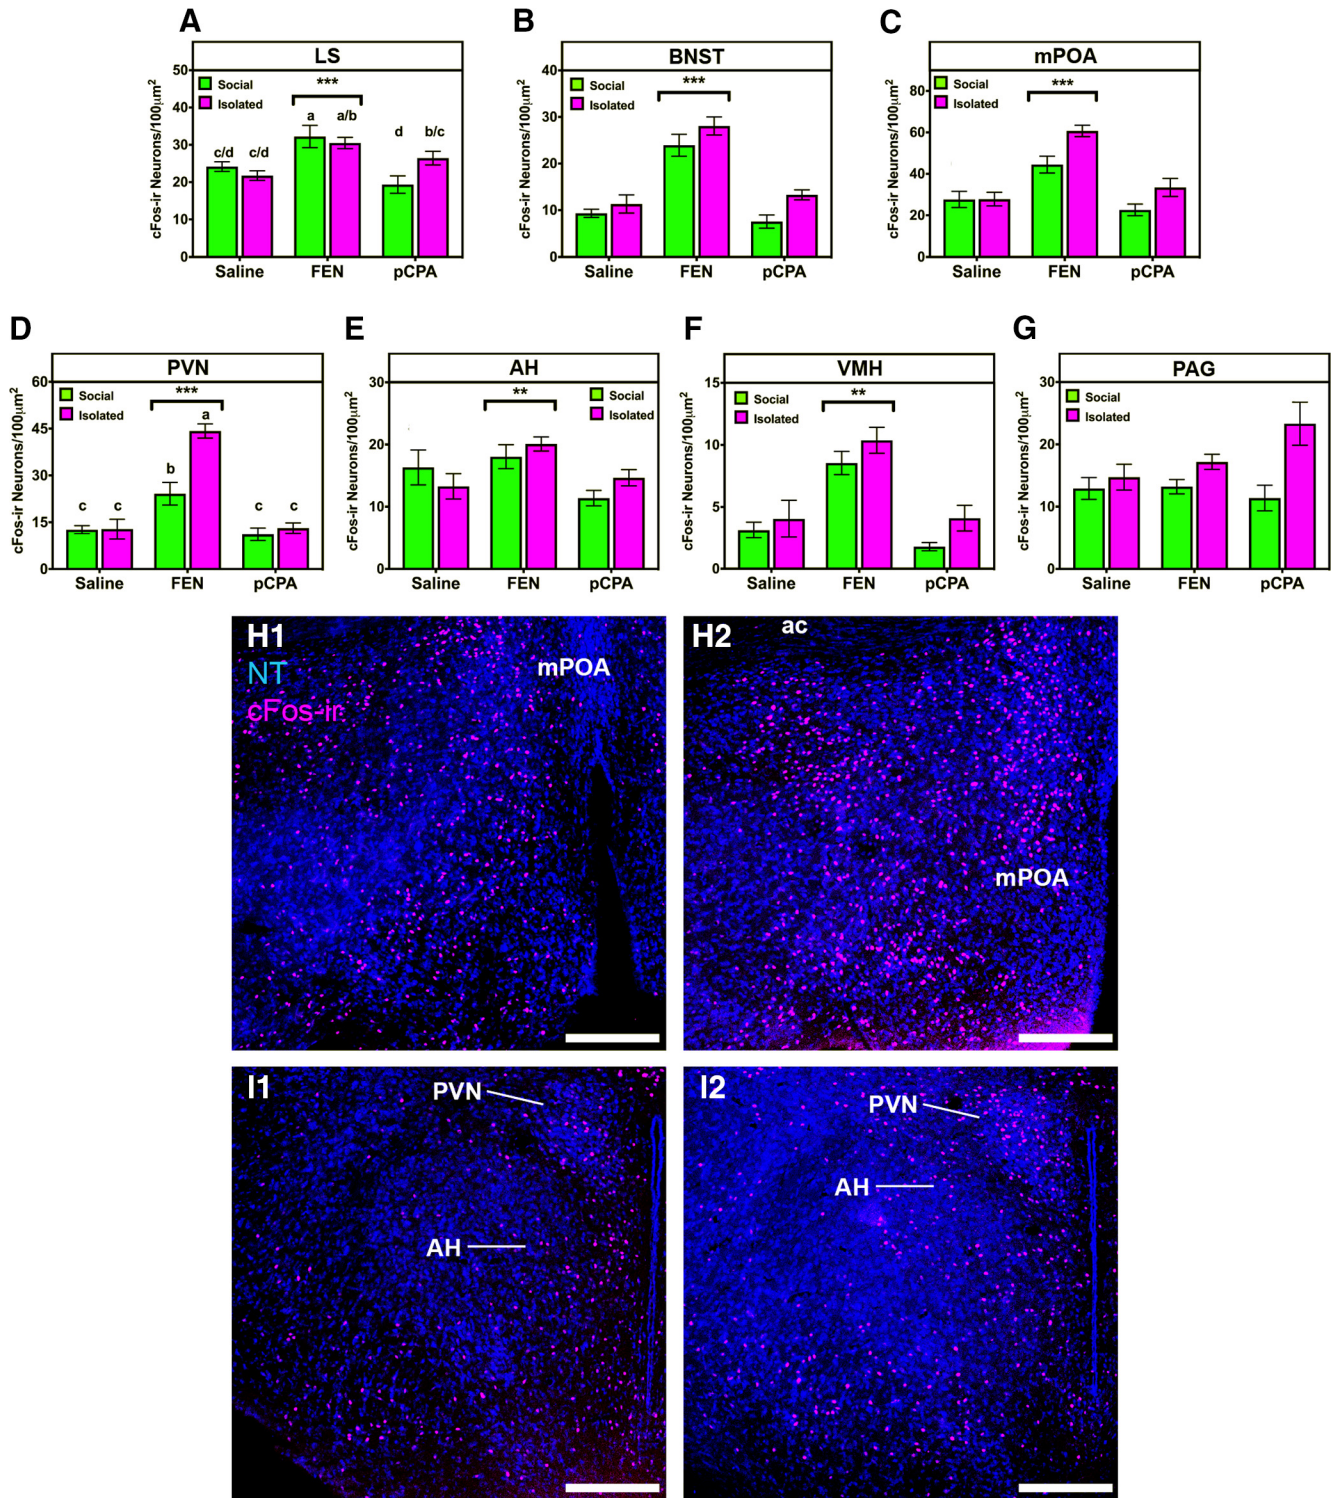 A
LS
cFos-ir Neurons/100µm²
50
40
30
20
10
0
Social
Isolated
***
c/d
c/d
a
a/b
d
b/c
Saline
FEN
pCPA
B
BNST
cFos-ir Neurons/100µm²
40
30
20
10
0
Social
Isolated
***
Saline
FEN
pCPA
C
mPOA
cFos-ir Neurons/100µm²
80
60
40
20
0
Social
Isolated
***
Saline
FEN
pCPA
D
PVN
cFos-ir Neurons/100µm²
60
45
30
15
0
Social
Isolated
***
c
c
b
a
c
c
Saline
FEN
pCPA
E
AH
cFos-ir Neurons/100µm²
30
20
10
0
Social
Isolated
**
Saline
FEN
pCPA
F
VMH
cFos-ir Neurons/100µm²
15
10
5
0
Social
Isolated
**
Saline
FEN
pCPA
G
PAG
cFos-ir Neurons/100µm²
30
20
10
0
Social
Isolated
Saline
FEN
pCPA
H1
NT
cFos-ir
mPOA
H2
ac
mPOA
I1
PVN
AH
I2
PVN
AH